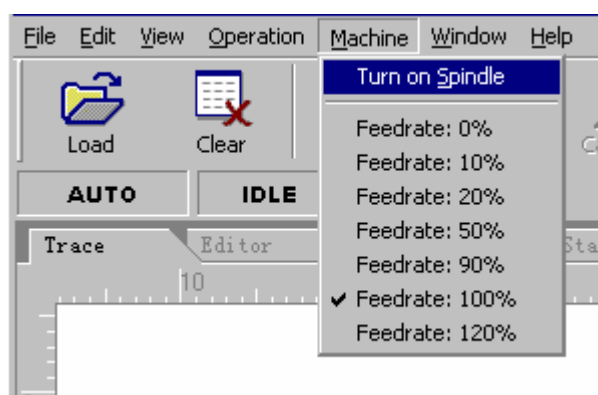 File Edit View Operation Machine Window Help
Turn on Spindle
Load Clear
Feedrate: 0%
Feedrate: 10%
Feedrate: 20%
Feedrate: 50%
Feedrate: 90%
Feedrate: 100%
Feedrate: 120%
AUTO IDLE
Trace Editor Sta
10